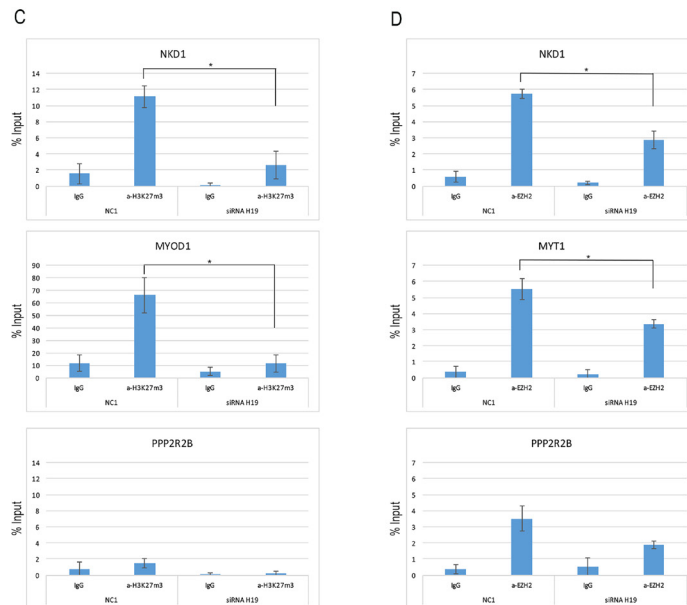 C
NKD1
% Input
14
12
10
8
6
4
2
0
*
IgG a-H3K27m3 IgG a-H3K27m3
NC1 siRNA H19
MYOD1
% Input
90
80
70
60
50
40
30
20
10
0
*
IgG a-H3K27m3 IgG a-H3K27m3
NC1 siRNA H19
PPP2R2B
% Input
14
12
10
8
6
4
2
0
IgG a-H3K27m3 IgG a-H3K27m3
NC1 siRNA H19
D
NKD1
% Input
7
6
5
4
3
2
1
0
*
IgG a-EZH2 IgG a-EZH2
NC1 siRNA H19
MYT1
% Input
7
6
5
4
3
2
1
0
*
IgG a-EZH2 IgG a-EZH2
NC1 siRNA H19
PPP2R2B
% Input
7
6
5
4
3
2
1
0
IgG a-EZH2 IgG a-EZH2
NC1 siRNA H19